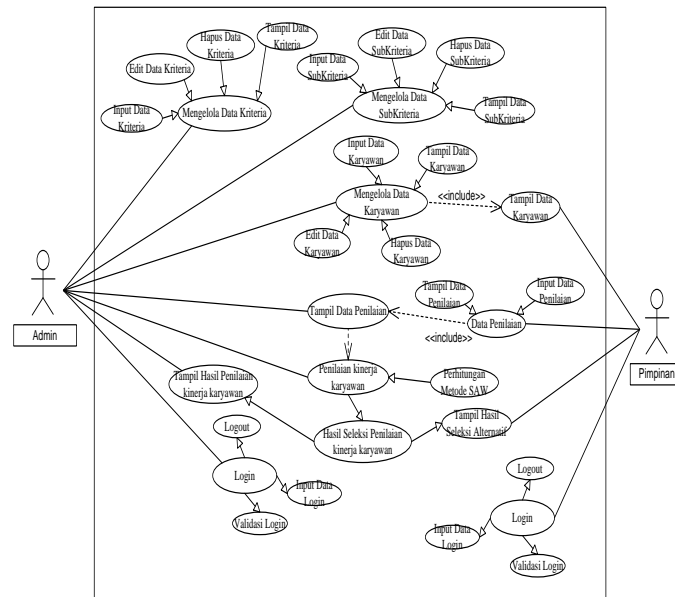 Tampil Data
Kriteria
Hapus Data
Kriteria
Edit Data Kriteria
Input Data
Kriteria
Mengelola Data Kriteria
Edit Data
SubKriteria
Input Data
SubKriteria
Hapus Data
SubKriteria
Mengelola Data
SubKriteria
Tampil Data
SubKriteria
Input Data
Karyawan
Tampil Data
Karyawan
Mengelola Data
Karyawan
<<include>>
Tampil Data
Karyawan
Edit Data
Karyawan
Hapus Data
Karyawan
Admin
Tampil Data
Penilaian
Input Data
Penilaian
Tampil Data Penilaian
Data Penilaian
<<include>>
Pimpinan
Penilaian kinerja
karyawan
Perhitungan
Metode SAW
Tampil Hasil Penilaian
kinerja karyawan
Tampil Hasil
Seleksi Alternatif
Hasil Seleksi Penilaian
kinerja karyawan
Logout
Login
Input Data
Login
Validasi Login
Logout
Login
Input Data
Login
Validasi Login